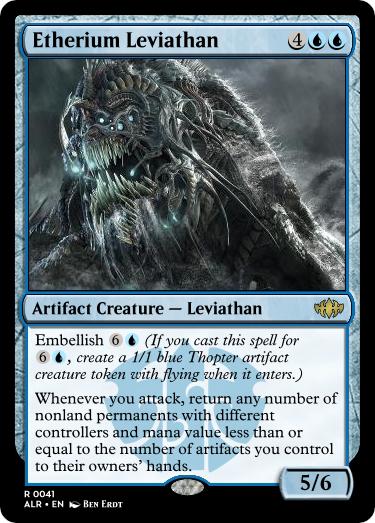 Etherium Leviathan 4
Artifact Creature — Leviathan
Embellish 6 (If you cast this spell for
6 , create a 1/1 blue Thopter artifact
creature token with flying when it enters.)
Whenever you attack, return any number of
nonland permanents with different
controllers and mana value less than or
equal to the number of artifacts you control
to their owners' hands.
5/6
R 0041
ALR • EN Ben Erdt